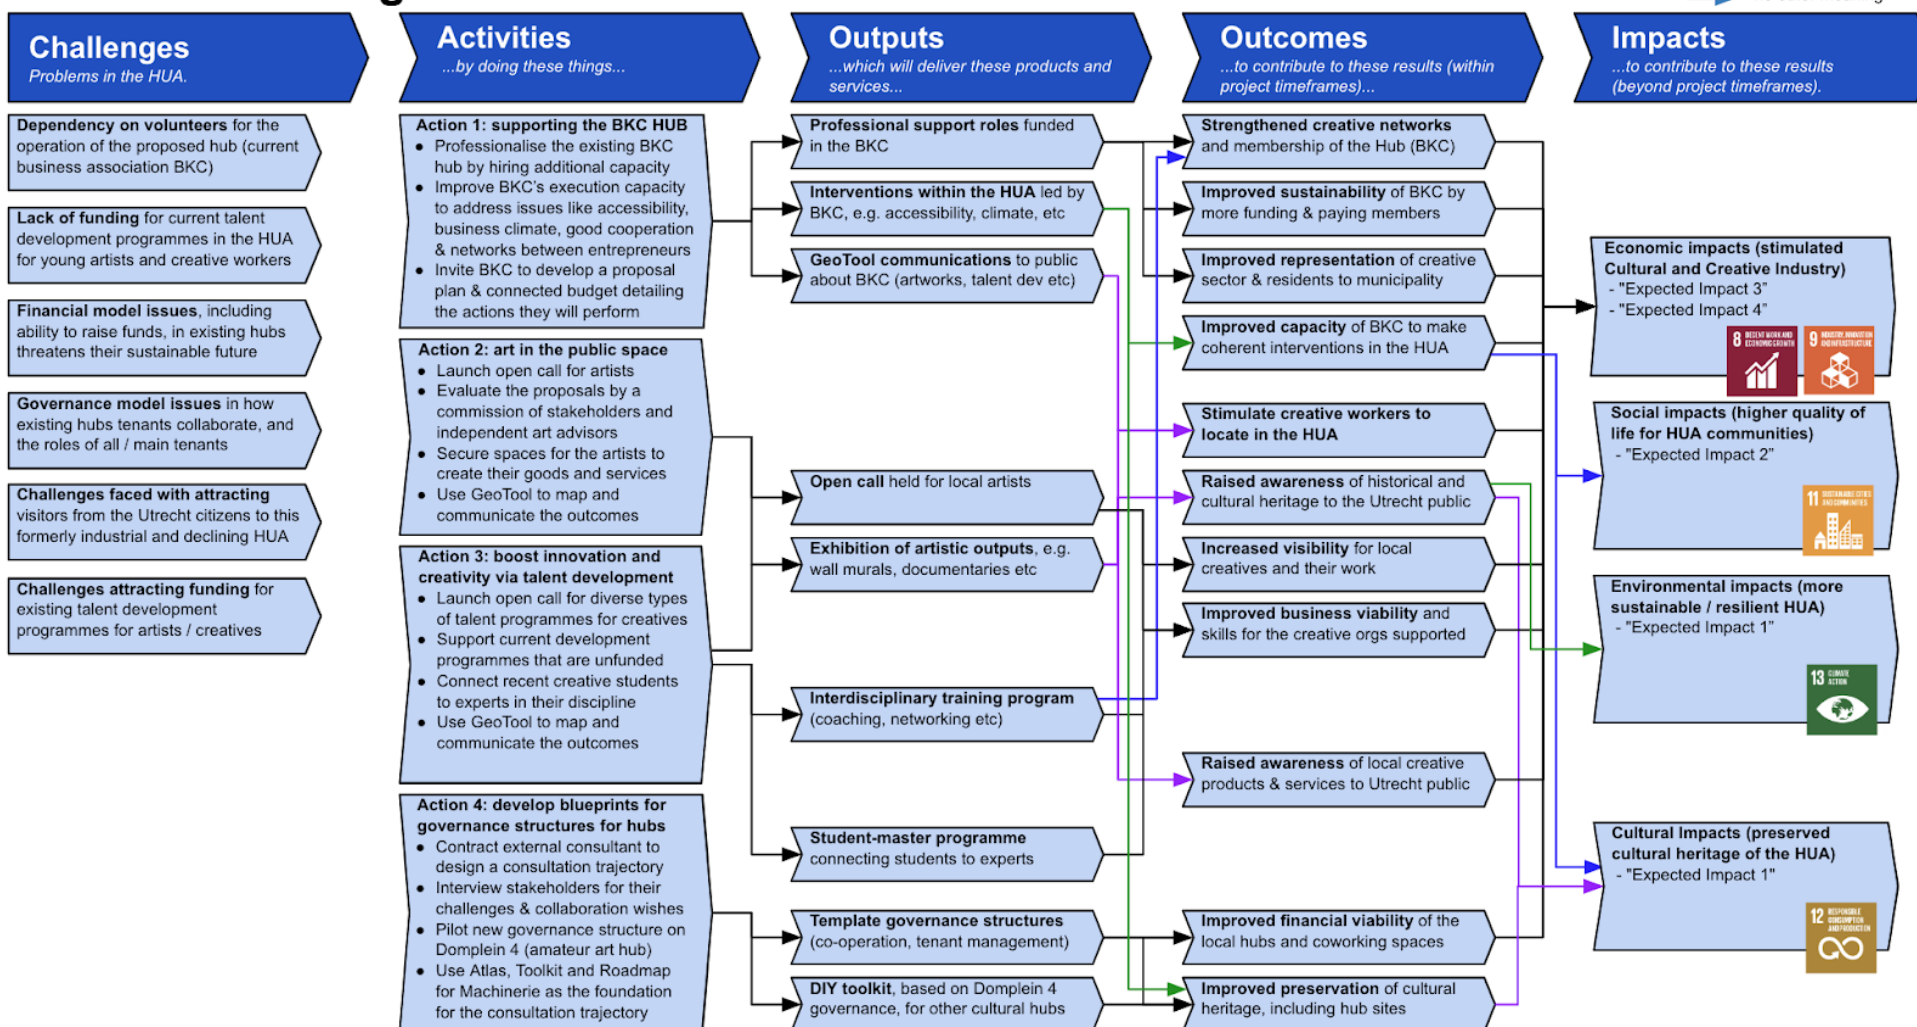 Challenges
Problems in the HUA.
Dependency on volunteers for the
operation of the proposed hub (current
business association BKC)
Lack of funding for current talent
development programmes in the HUA
for young artists and creative workers
Financial model issues, including
ability to raise funds, in existing hubs
threatens their sustainable future
Governance model issues in how
existing hubs tenants collaborate, and
the roles of all / main tenants
Challenges faced with attracting
visitors from the Utrecht citizens to this
formerly industrial and declining HUA
Challenges attracting funding for
existing talent development
programmes for artists / creatives
Activities
...by doing these things...
Action 1: supporting the BKC HUB
● Professionalise the existing BKC
hub by hiring additional capacity
● Improve BKC's execution capacity
to address issues like accessibility,
business climate, good cooperation
& networks between entrepreneurs
● Invite BKC to develop a proposal
plan & connected budget detailing
the actions they will perform
Action 2: art in the public space
● Launch open call for artists
● Evaluate the proposals by a
commission of stakeholders and
independent art advisors
● Secure spaces for the artists to
create their goods and services
● Use GeoTool to map and
communicate the outcomes
Action 3: boost innovation and
creativity via talent development
● Launch open call for diverse types
of talent programmes for creatives
● Support current development
programmes that are unfunded
● Connect recent creative students
to experts in their discipline
● Use GeoTool to map and
communicate the outcomes
Action 4: develop blueprints for
governance structures for hubs
● Contract external consultant to
design a consultation trajectory
● Interview stakeholders for their
challenges & collaboration wishes
● Pilot new governance structure on
Domplein 4 (amateur art hub)
● Use Atlas, Toolkit and Roadmap
for Machinerie as the foundation
for the consultation trajectory
Outputs
...which will deliver these products and
services...
Professional support roles funded
in the BKC
Interventions within the HUA led by
BKC, e.g. accessibility, climate, etc
GeoTool communications to public
about BKC (artworks, talent dev etc)
Open call held for local artists
Exhibition of artistic outputs, e.g.
wall murals, documentaries etc
Interdisciplinary training program
(coaching, networking etc)
Student-master programme
connecting students to experts
Template governance structures
(co-operation, tenant management)
DIY toolkit, based on Domplein 4
governance, for other cultural hubs
Outcomes
...to contribute to these results (within
project timeframes)...
Strengthened creative networks
and membership of the Hub (BKC)
Improved sustainability of BKC by
more funding & paying members
Improved representation of creative
sector & residents to municipality
Improved capacity of BKC to make
coherent interventions in the HUA
Stimulate creative workers to
locate in the HUA
Raised awareness of historical and
cultural heritage to the Utrecht public
Increased visibility for local
creatives and their work
Improved business viability and
skills for the creative orgs supported
Raised awareness of local creative
products & services to Utrecht public
Improved financial viability of the
local hubs and coworking spaces
Improved preservation of cultural
heritage, including hub sites
Impacts
...to contribute to these results
(beyond project timeframes).
Economic impacts (stimulated
Cultural and Creative Industry)
- "Expected Impact 3"
- "Expected Impact 4"
8 DECENT WORK AND
ECONOMIC GROWTH
9 INDUSTRY, INNOVATION
AND INFRASTRUCTURE
Social impacts (higher quality of
life for HUA communities)
- "Expected Impact 2"
11 SUSTAINABLE CITIES
AND COMMUNITIES
Environmental impacts (more
sustainable / resilient HUA)
- "Expected Impact 1"
13 CLIMATE
ACTION
Cultural Impacts (preserved
cultural heritage of the HUA)
- "Expected Impact 1"
12 RESPONSIBLE
CONSUMPTION
AND PRODUCTION